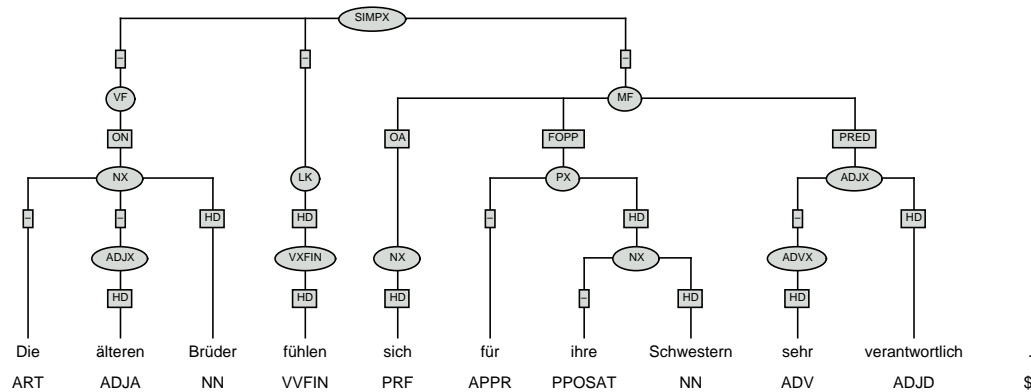 SIMPX
– – –
VF MF
ON OA FOPP PRED
NX LK PX ADJX
– – HD HD – HD – HD
ADJX VXFIN NX NX ADVX
HD HD HD – HD HD
Die älteren Brüder fühlen sich für ihre Schwestern sehr verantwortlich .
ART ADJA NN VVFIN PRF APPR PPOSAT NN ADV ADJD $